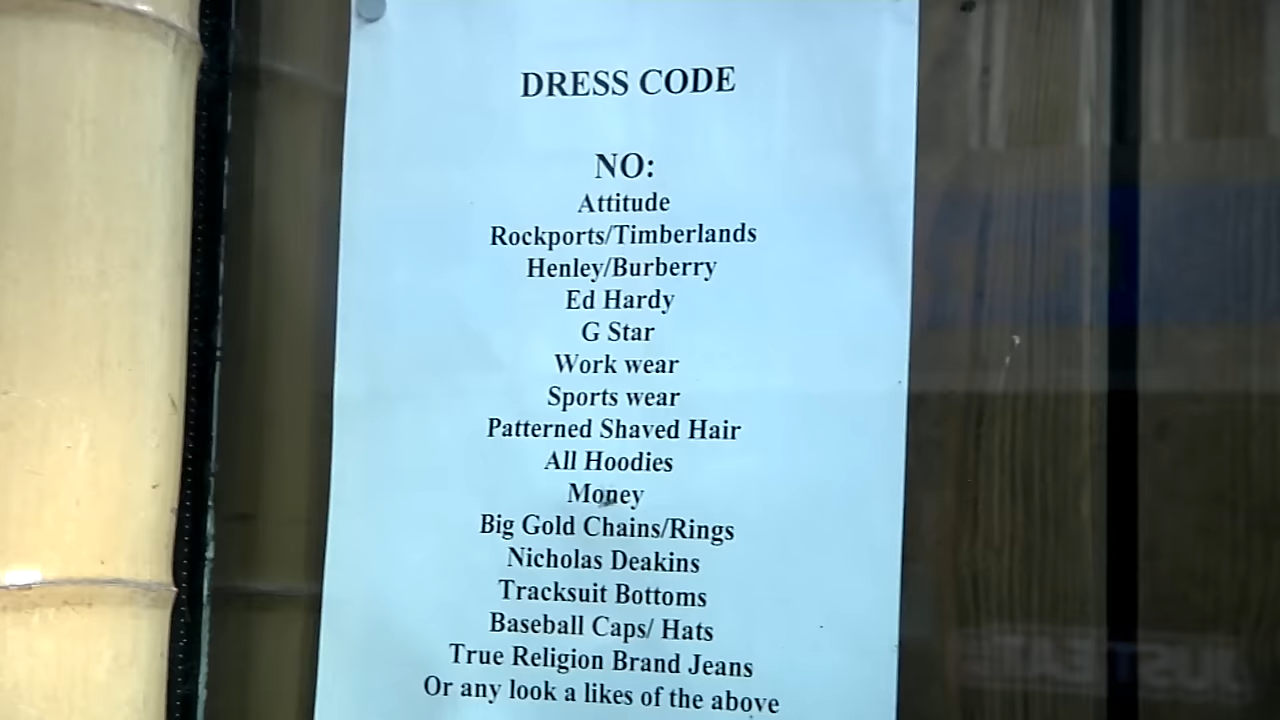 DRESS CODE
NO:
Attitude
Rockports/Timberlands
Henley/Burberry
Ed Hardy
G Star
Work wear
Sports wear
Patterned Shaved Hair
All Hoodies
Money
Big Gold Chains/Rings
Nicholas Deakins
Tracksuit Bottoms
Baseball Caps/ Hats
True Religion Brand Jeans
Or any look a likes of the above